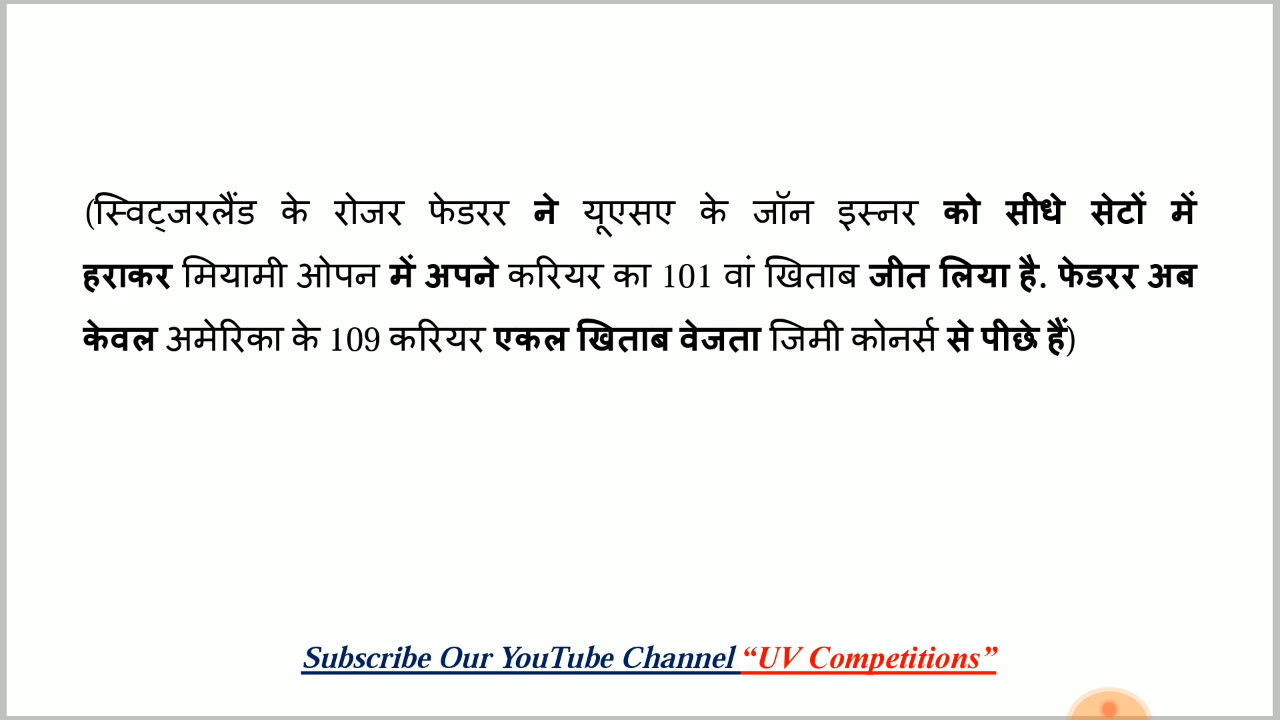 (स्विट्जरलैंड के रोजर फेडरर ने यूएसए के जॉन इस्नर को सीधे सेटों में
हराकर मियामी ओपन में अपने करियर का 101 वां खिताब जीत लिया है. फेडरर अब
केवल अमेरिका के 109 करियर एकल खिताब वेजता जिमी कोनर्स से पीछे हैं)
Subscribe Our YouTube Channel “UV Competitions”